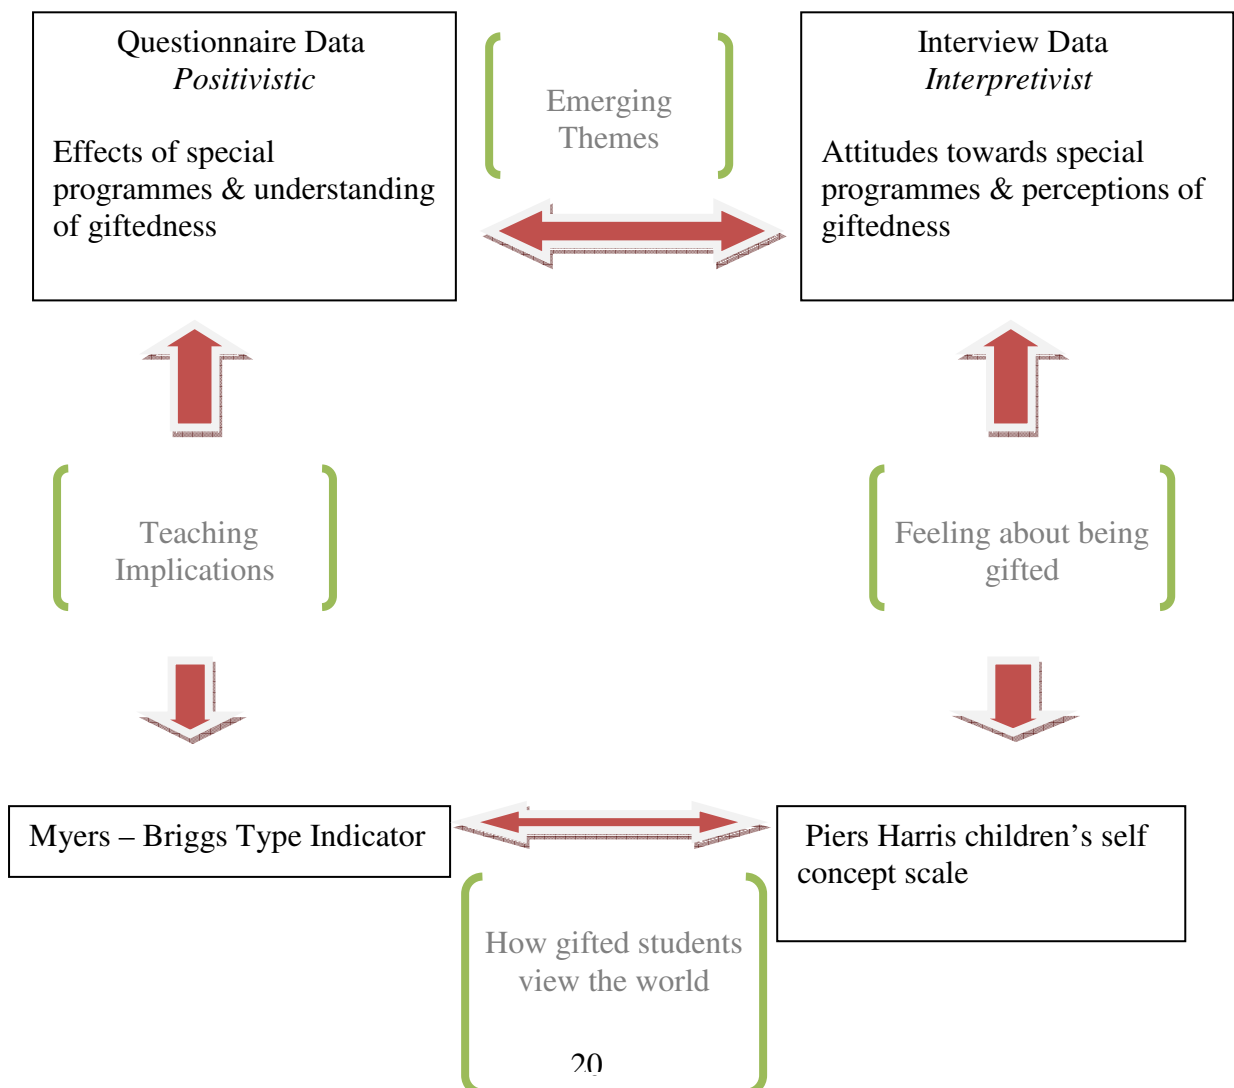 Questionnaire Data
Positivistic
Effects of special
programmes & understanding
of giftedness
Emerging
Themes
Interview Data
Interpretivist
Attitudes towards special
programmes & perceptions of
giftedness
Teaching
Implications
Feeling about being
gifted
Myers – Briggs Type Indicator
Piers Harris children’s self
concept scale
How gifted students
view the world
20